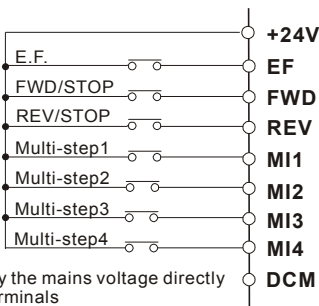 +24V
E.F. EF
FWD/STOP FWD
REV/STOP REV
Multi-step1 MI1
Multi-step2 MI2
Multi-step3 MI3
Multi-step4 MI4
the mains voltage directly DCM